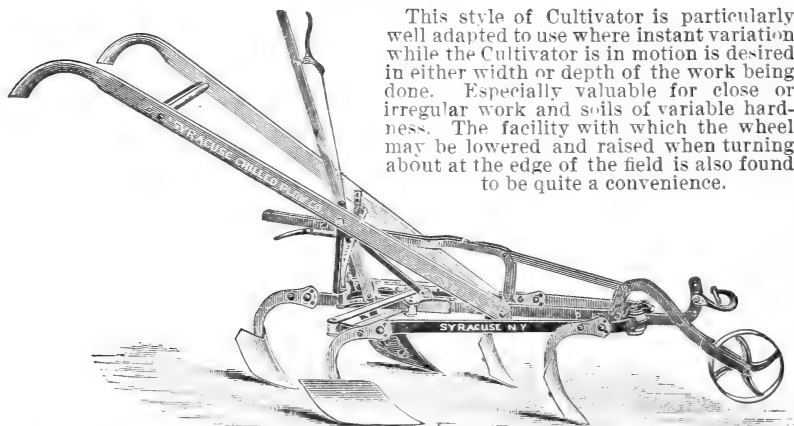 This style of Cultivator is particularly
well adapted to use where instant variation
while the Cultivator is in motion is desired
in either width or depth of the work being
done. Especially valuable for close or
irregular work and soils of variable hard-
ness. The facility with which the wheel
may be lowered and raised when turning
about at the edge of the field is also found
to be quite a convenience.
SYRACUSE CHILLED PLOW CO.
SYRACUSE N Y